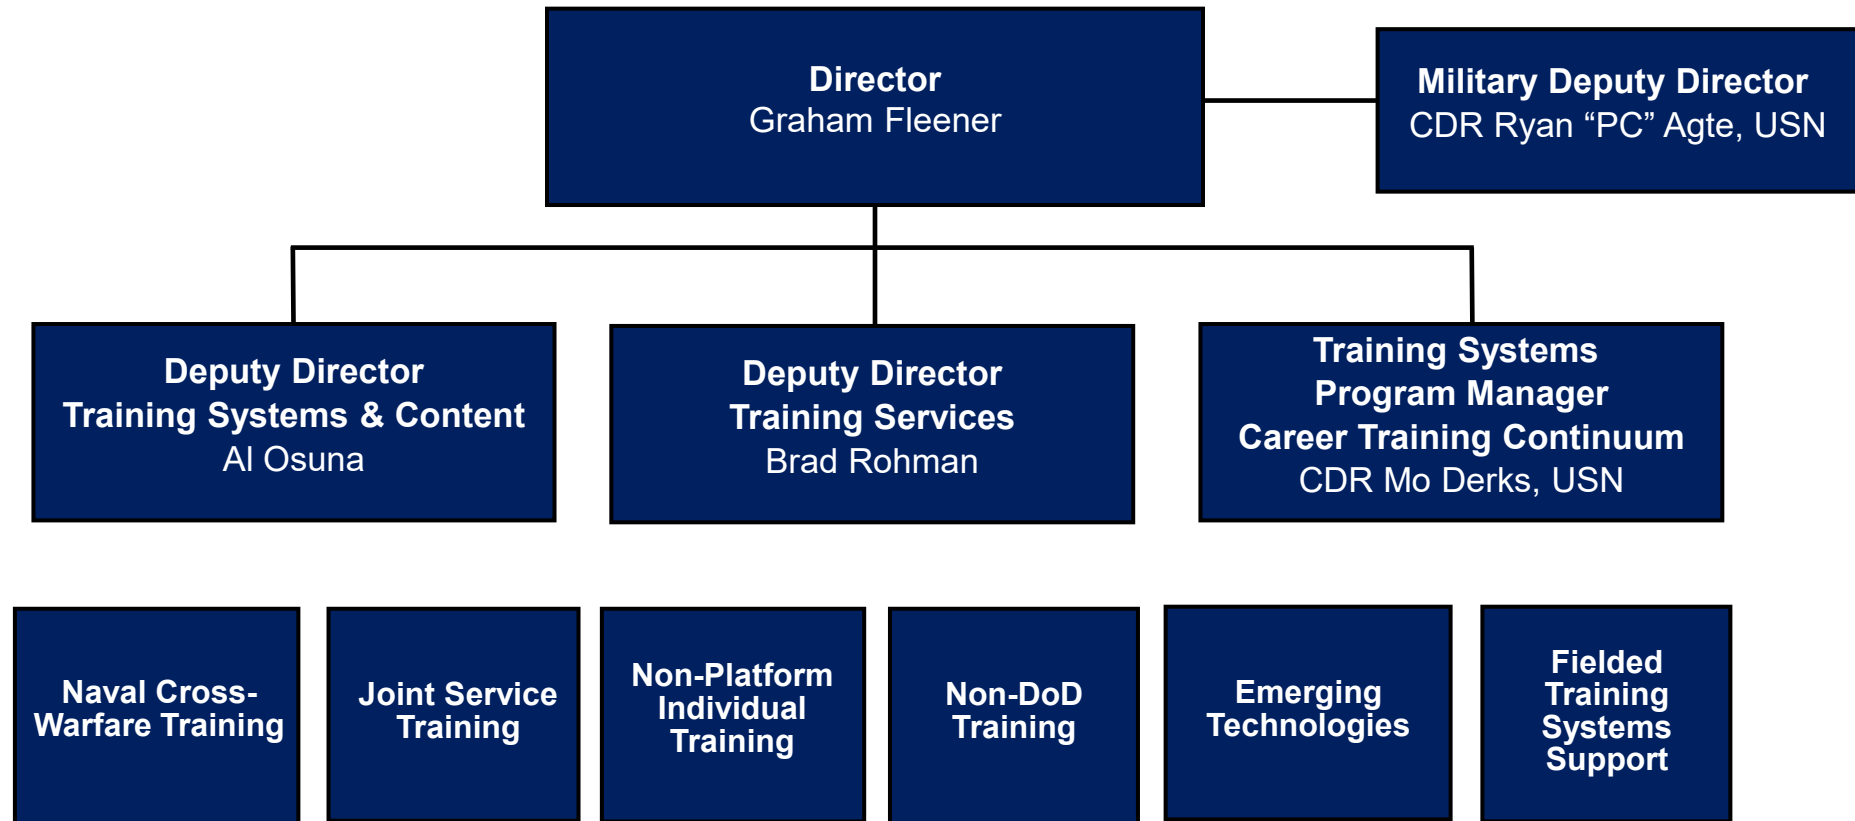 Director
Graham Fleener
Military Deputy Director
CDR Ryan “PC” Agte, USN
Deputy Director
Training Systems & Content
Al Osuna
Deputy Director
Training Services
Brad Rohman
Training Systems
Program Manager
Career Training Continuum
CDR Mo Derks, USN
Naval Cross-
Warfare Training
Joint Service
Training
Non-Platform
Individual
Training
Non-DoD
Training
Emerging
Technologies
Fielded
Training
Systems
Support